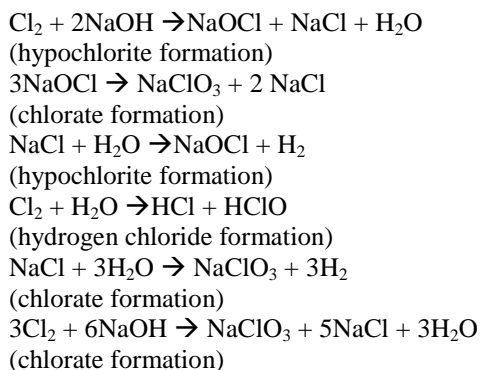 Cl₂ + 2NaOH →NaOCl + NaCl + H₂O
(hypochlorite formation)
3NaOCl → NaClO₃ + 2 NaCl
(chlorate formation)
NaCl + H₂O →NaOCl + H₂
(hypochlorite formation)
Cl₂ + H₂O →HCl + HClO
(hydrogen chloride formation)
NaCl + 3H₂O → NaClO₃ + 3H₂
(chlorate formation)
3Cl₂ + 6NaOH → NaClO₃ + 5NaCl + 3H₂O
(chlorate formation)